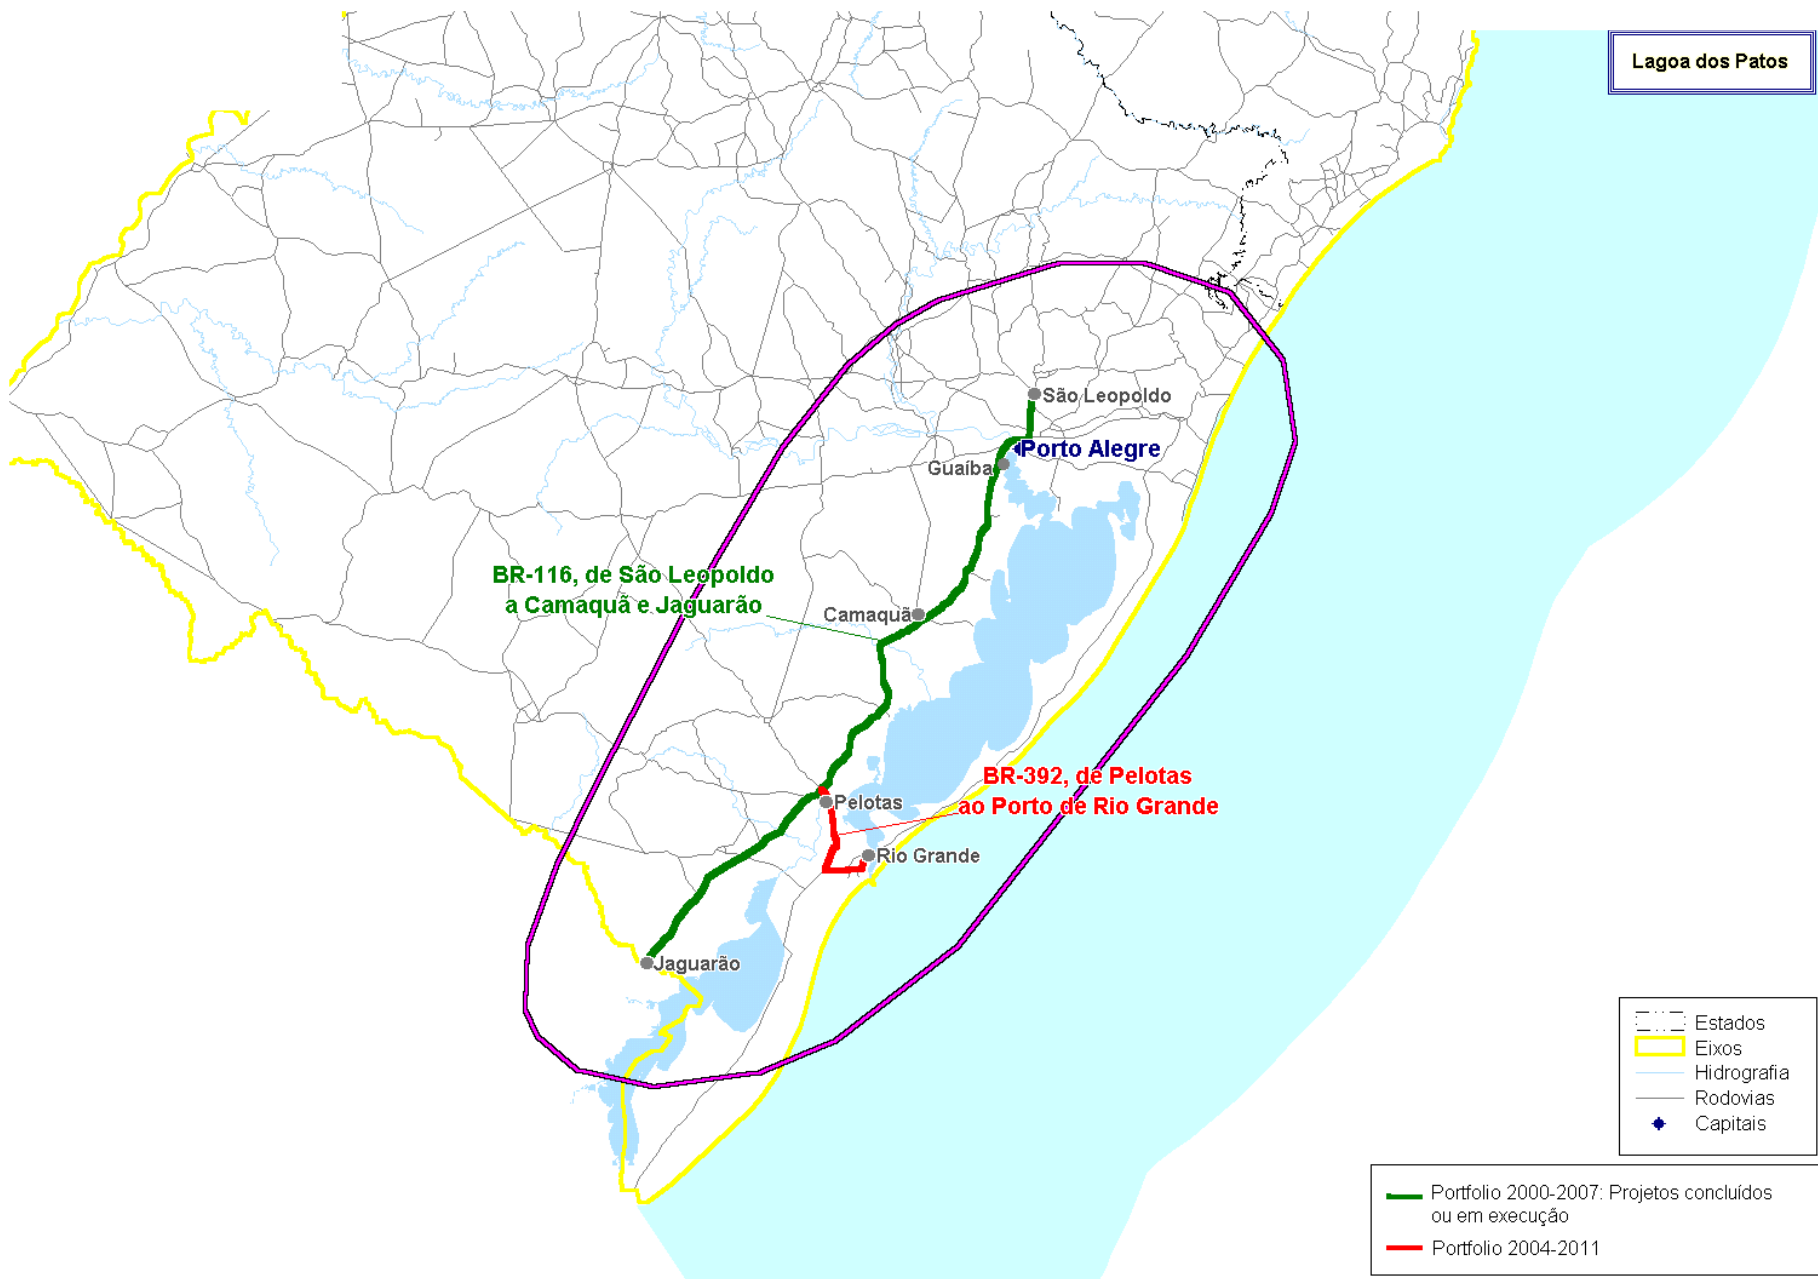 Lagoa dos Patos
São Leopoldo
Porto Alegre
Guaíba
BR-116, de São Leopoldo
a Camaquã e Jaguarão
Camaquã
BR-392, de Pelotas
ao Porto de Rio Grande
Pelotas
Rio Grande
Jaguarão
Estados
Eixos
Hidrografia
Rodovias
Capitais
Portfolio 2000-2007: Projetos concluídos
ou em execução
Portfolio 2004-2011